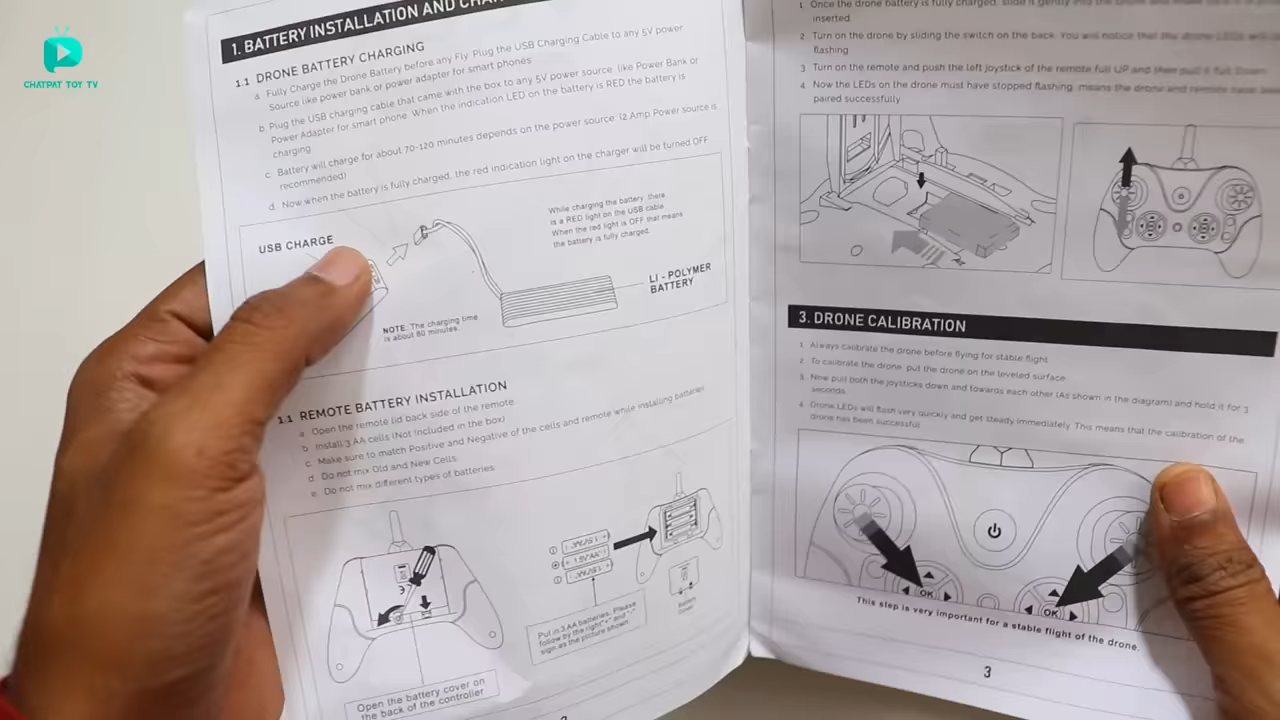 CHATPAT TOY TV
1. BATTERY INSTALLATION AND
1.1 DRONE BATTERY CHARGING
a Fully Charge the Drone Battery before any Fly. Plug the USB Charging Cable to any 5V power
Source like power bank or power adapter for smart phones
b. Plug the USB charging cable that came with the box to any 5V power source, like Power Bank or
Power Adapter for smart phone. When the indication LED on the battery is RED the battery is
charging
c. Battery will charge for about 70-120 minutes depends on the power source. (2 Amp Power source is
recommended)
d. Now when the battery is fully charged, the red indication light on the charger will be turned OFF
USB CHARGE
While charging the battery, there
is a RED light on the USB cable.
When the red light is OFF that means
the battery is fully charged.
LI - POLYMER
BATTERY
NOTE: The charging time
is about 80 minutes.
1.1 REMOTE BATTERY INSTALLATION
a Open the remote lid back side of the remote.
b Install 3 AA cells (Not Included in the box)
c. Make sure to match Positive and Negative of the cells and remote while installing batteries
d. Do not mix Old and New Cells.
e. Do not mix different types of batteries.
Put in 3 AA batteries. Please
follow by the right "+" and "-"
sign as the picture shown
Battery
Cover
Open the battery cover on
the back of the controller
1. Once the drone battery is fully charged, slide it gently into the
inserted.
2. Turn on the drone by sliding the switch on the back. You will notice that the drone LEDs will
flashing
3 Turn on the remote and push the left joystick of the remote full UP and then pull it full Down.
4. Now the LEDs on the drone must have stopped flashing, means the drone and remote have
paired successfully
3. DRONE CALIBRATION
1. Always calibrate the drone before flying for stable flight
2. To calibrate the drone, put the drone on the leveled surface.
3. Now pull both the joysticks down and towards each other (As shown in the diagram) and hold it for 3
seconds.
4. Drone LEDs will flash very quickly and get steady immediately. This means that the calibration of the
drone has been successful
OK
OK
This step is very important for a stable flight of the drone.
3